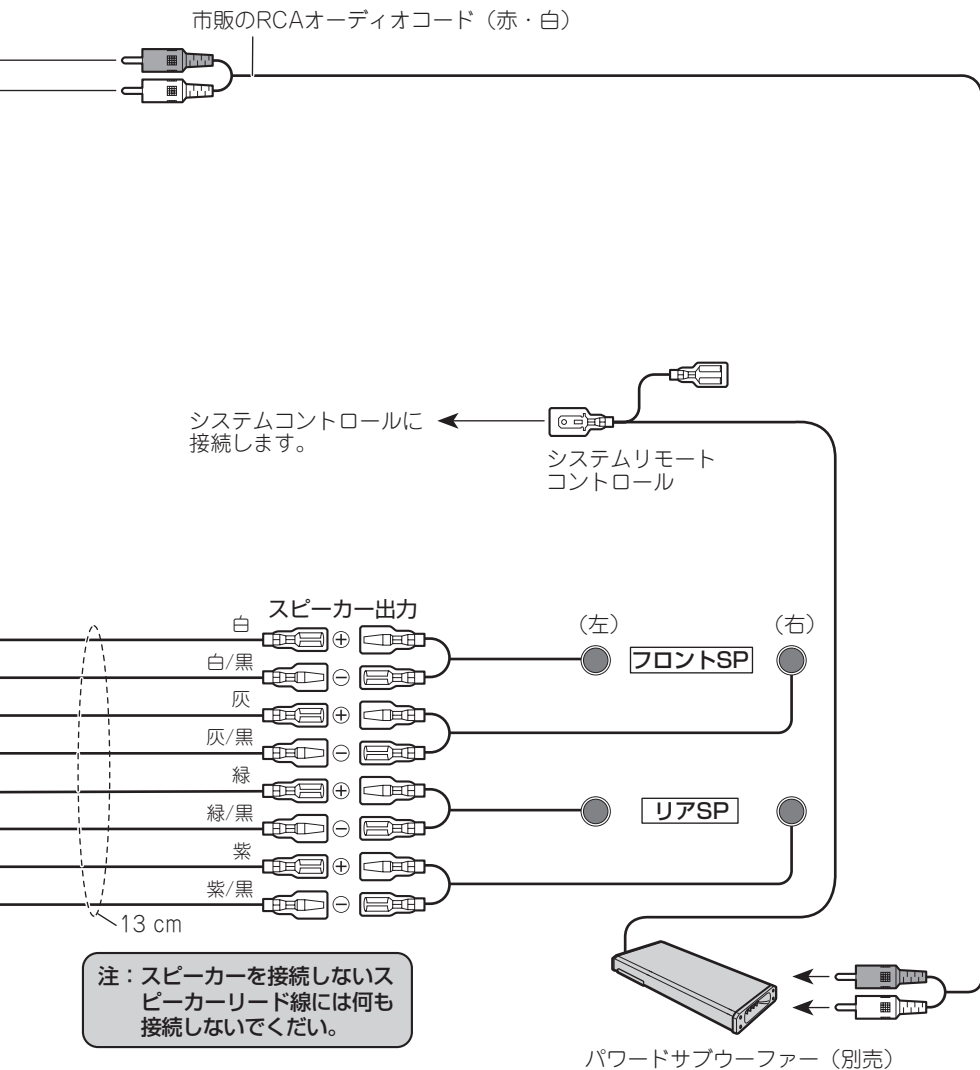 市販のRCAオーディオコード（赤・白）
システムコントロールに
接続します。
システムリモート
コントロール
スピーカー出力
白
⊕
白/黒
⊖
灰
⊕
灰/黒
⊖
緑
⊕
緑/黒
⊖
紫
⊕
紫/黒
⊖
13 cm
（左）
フロントSP
（右）
リアSP
注：スピーカーを接続しないス
ピーカーリード線には何も
接続しないでくだい。
パワードサブウーファー（別売）